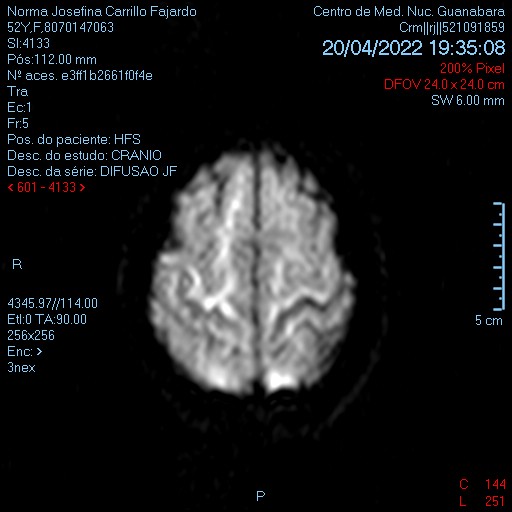 Norma Josefina Carrillo Fajardo
52Y,F,8070147063
Sl:4133
Pós:112.00 mm
Nº aces. e3ff1b2661f0f4e
Tra
Ec:1
Fr:5
Pos. do paciente: HFS
Desc. do estudo: CRANIO
Desc. da série: DIFUSAO JF
< 601 - 4133 >
Centro de Med. Nuc. Guanabara
Crm||rj||521091859
20/04/2022 19:35:08
200% Pixel
DFOV 24.0 x 24.0 cm
SW 6.00 mm
R
4345.97//114.00
Etl:0 TA:90.00
256x256
Enc: >
3nex
5 cm
P
C 144
L 251